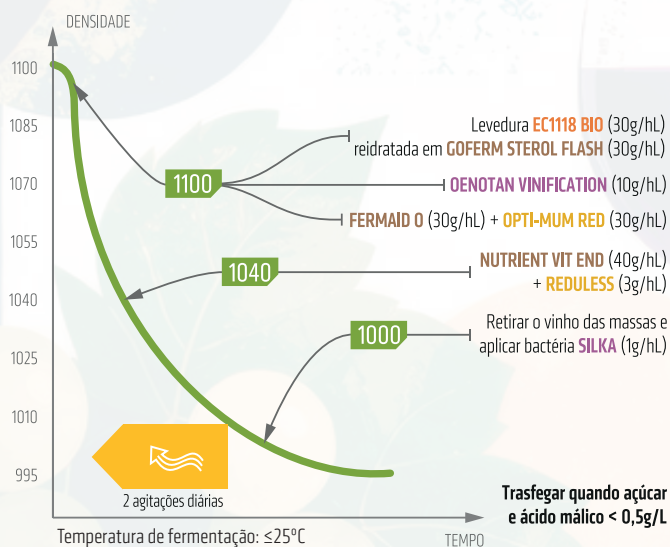 DENSIDADE
1100
1085
1070
1055
1040
1025
1010
995
1100
Levedura EC1118 BIO (30g/hL)
reidratada em GOFERM STEROL FLASH (30g/hL)
OENOTAN VINIFICATION (10g/hL)
FERMAID O (30g/hL) + OPTI-MUM RED (30g/hL)
1040
NUTRIENT VIT END (40g/hL)
+ REDULESS (3g/hL)
1000
Retirar o vinho das massas e
aplicar bactéria SILKA (1g/hL)
2 agitações diárias
Trasfegar quando açúcar
e ácido málico < 0,5g/L
Temperatura de fermentação: ≤25ºC
TEMPO